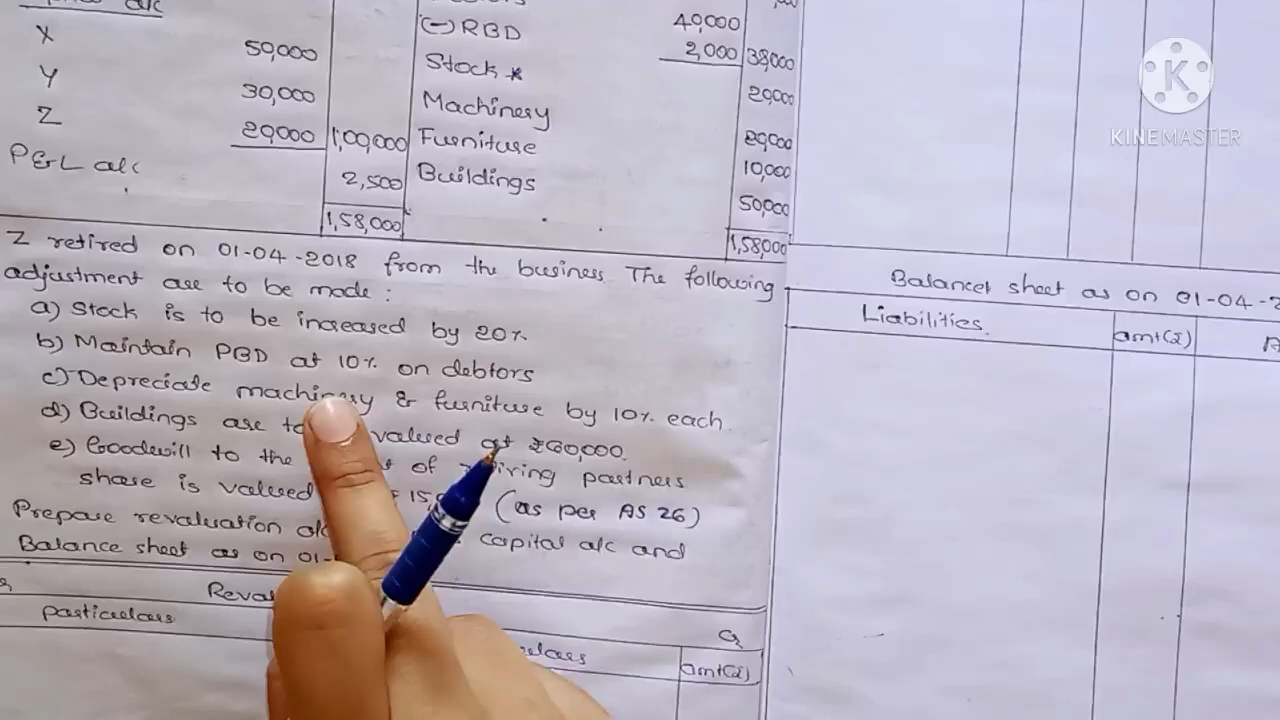 X 50,000
Y 30,000
Z 20,000 1,00,000
P&L a/c 2,500
1,58,000
40,000
(-) RBD 2,000 38,000
Stock * 20,000
Machinery 20,000
Furniture 10,000
Buildings 50,000
1,58,000
Z retired on 01-04-2018 from the business. The following
adjustment are to be made :
a) Stock is to be increased by 20%
b) Maintain PBD at 10% on debtors
c) Depreciate machinery & furniture by 10% each
d) Buildings are to valued at ₹60,000.
e) Goodwill to the of partners
share is valued (as per AS 26)
Prepare revaluation a/c capital a/c and
Balance sheet as on
particulars
Cr
amt(₹)
Balance sheet as on 01-04-2
Liabilities amt(₹)
K
KINEMASTER